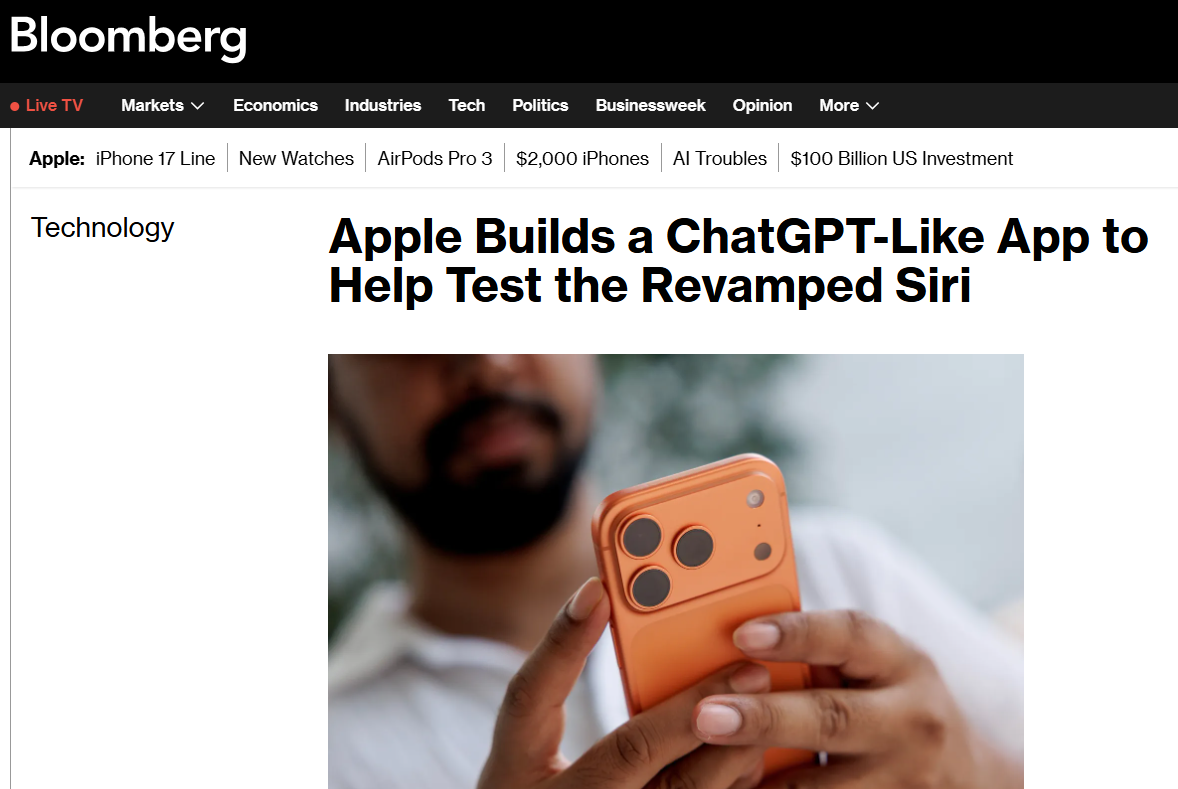 Bloomberg
Live TV Markets Economics Industries Tech Politics Businessweek Opinion More
Apple: iPhone 17 Line New Watches AirPods Pro 3 $2,000 iPhones AI Troubles $100 Billion US Investment
Technology
Apple Builds a ChatGPT-Like App to
Help Test the Revamped Siri